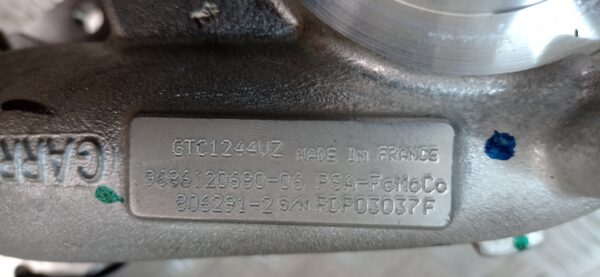 GTC1244VZ MADE IN FRANCE
9686120680-06 PSA-FoMoCo
806291-2 S/N RDP03037F
GARR